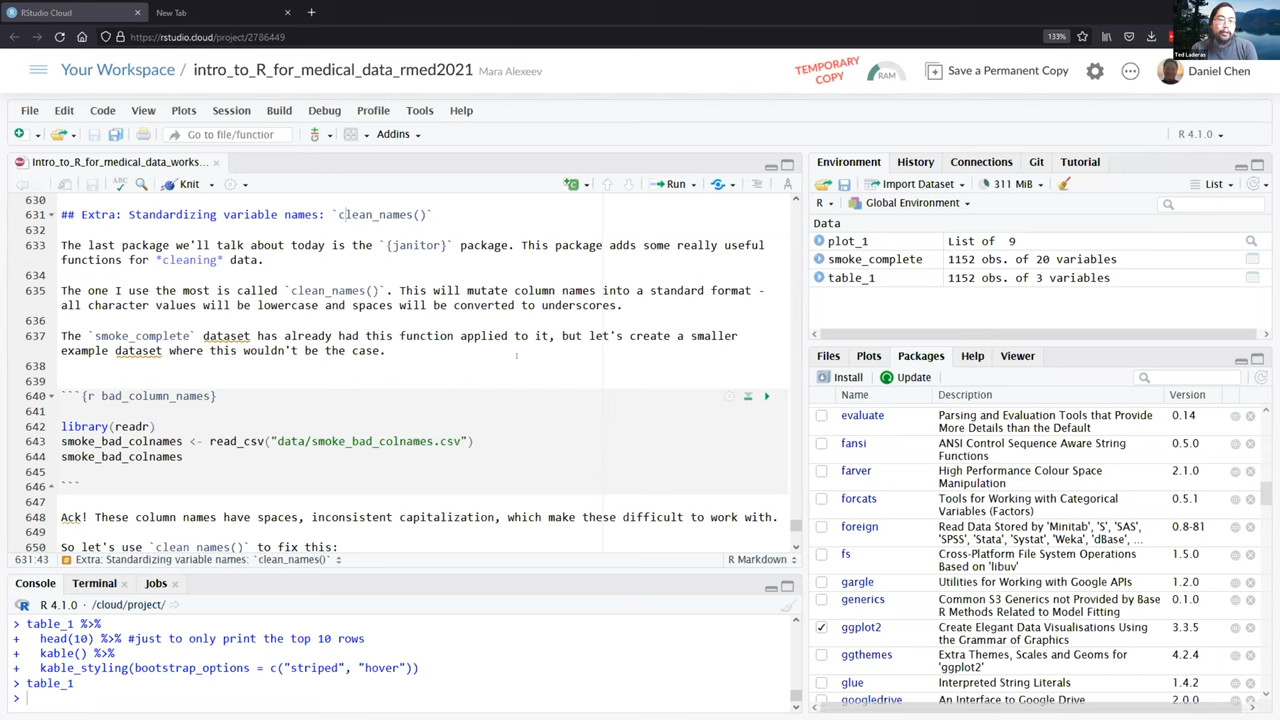 RStudio Cloud
New Tab
https://rstudio.cloud/project/2786449
133%
Ted Laderas
Your Workspace / intro_to_R_for_medical_data_rmed2021 Mara Alexeev
TEMPORARY COPY
RAM
Save a Permanent Copy
Daniel Chen
File Edit Code View Plots Session Build Debug Profile Tools Help
Go to file/function
Addins
R 4.1.0
Intro_to_R_for_medical_data_works...
Knit
Run
630
631 ## Extra: Standardizing variable names: `clean_names()`
632
633 The last package we'll talk about today is the `{janitor}` package. This package adds some really useful
functions for *cleaning* data.
634
635 The one I use the most is called `clean_names()`. This will mutate column names into a standard format -
all character values will be lowercase and spaces will be converted to underscores.
636
637 The `smoke_complete` dataset has already had this function applied to it, but let's create a smaller
example dataset where this wouldn't be the case.
638
639
640 ```{r bad_column_names}
641
642 library(readr)
643 smoke_bad_colnames <- read_csv("data/smoke_bad_colnames.csv")
644 smoke_bad_colnames
645
646 ```
647
648 Ack! These column names have spaces, inconsistent capitalization, which make these difficult to work with.
649
650 So let's use `clean_names()` to fix this:
631:43 Extra: Standardizing variable names: `clean_names()` R Markdown
Console Terminal Jobs
R 4.1.0 · /cloud/project/
> table_1 %>%
+ head(10) %>% #just to only print the top 10 rows
+ kable() %>%
+ kable_styling(bootstrap_options = c("striped", "hover"))
> table_1
>
Environment History Connections Git Tutorial
Import Dataset 311 MiB List
R Global Environment
Data
plot_1 List of 9
smoke_complete 1152 obs. of 20 variables
table_1 1152 obs. of 3 variables
Files Plots Packages Help Viewer
Install Update
Name Description Version
evaluate Parsing and Evaluation Tools that Provide More Details than the Default 0.14
fansi ANSI Control Sequence Aware String Functions 0.5.0
farver High Performance Colour Space Manipulation 2.1.0
forcats Tools for Working with Categorical Variables (Factors) 0.5.1
foreign Read Data Stored by 'Minitab', 'S', 'SAS', 'SPSS', 'Stata', 'Systat', 'Weka', 'dBase', ... 0.8-81
fs Cross-Platform File System Operations Based on 'libuv' 1.5.0
gargle Utilities for Working with Google APIs 1.2.0
generics Common S3 Generics not Provided by Base R Methods Related to Model Fitting 0.1.0
ggplot2 Create Elegant Data Visualisations Using the Grammar of Graphics 3.3.5
ggthemes Extra Themes, Scales and Geoms for 'ggplot2' 4.2.4
glue Interpreted String Literals 1.4.2
googledrive An Interface to Google Drive 2.0.0